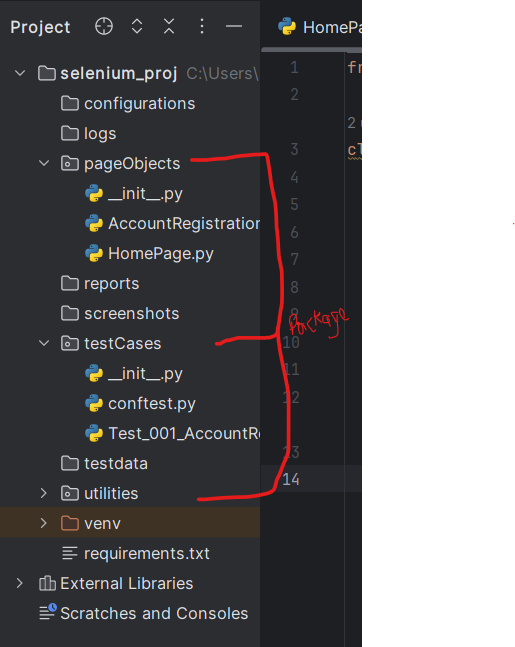 Project
HomePa
selenium_proj C:\Users\
configurations
logs
pageObjects
__init__.py
AccountRegistration
HomePage.py
reports
screenshots
testCases
__init__.py
conftest.py
Test_001_AccountRe
testdata
utilities
venv
requirements.txt
External Libraries
Scratches and Consoles
1 fr
2
2 u
3 cl
4
5
6
7
8
9
Package
10
11
12
13
14